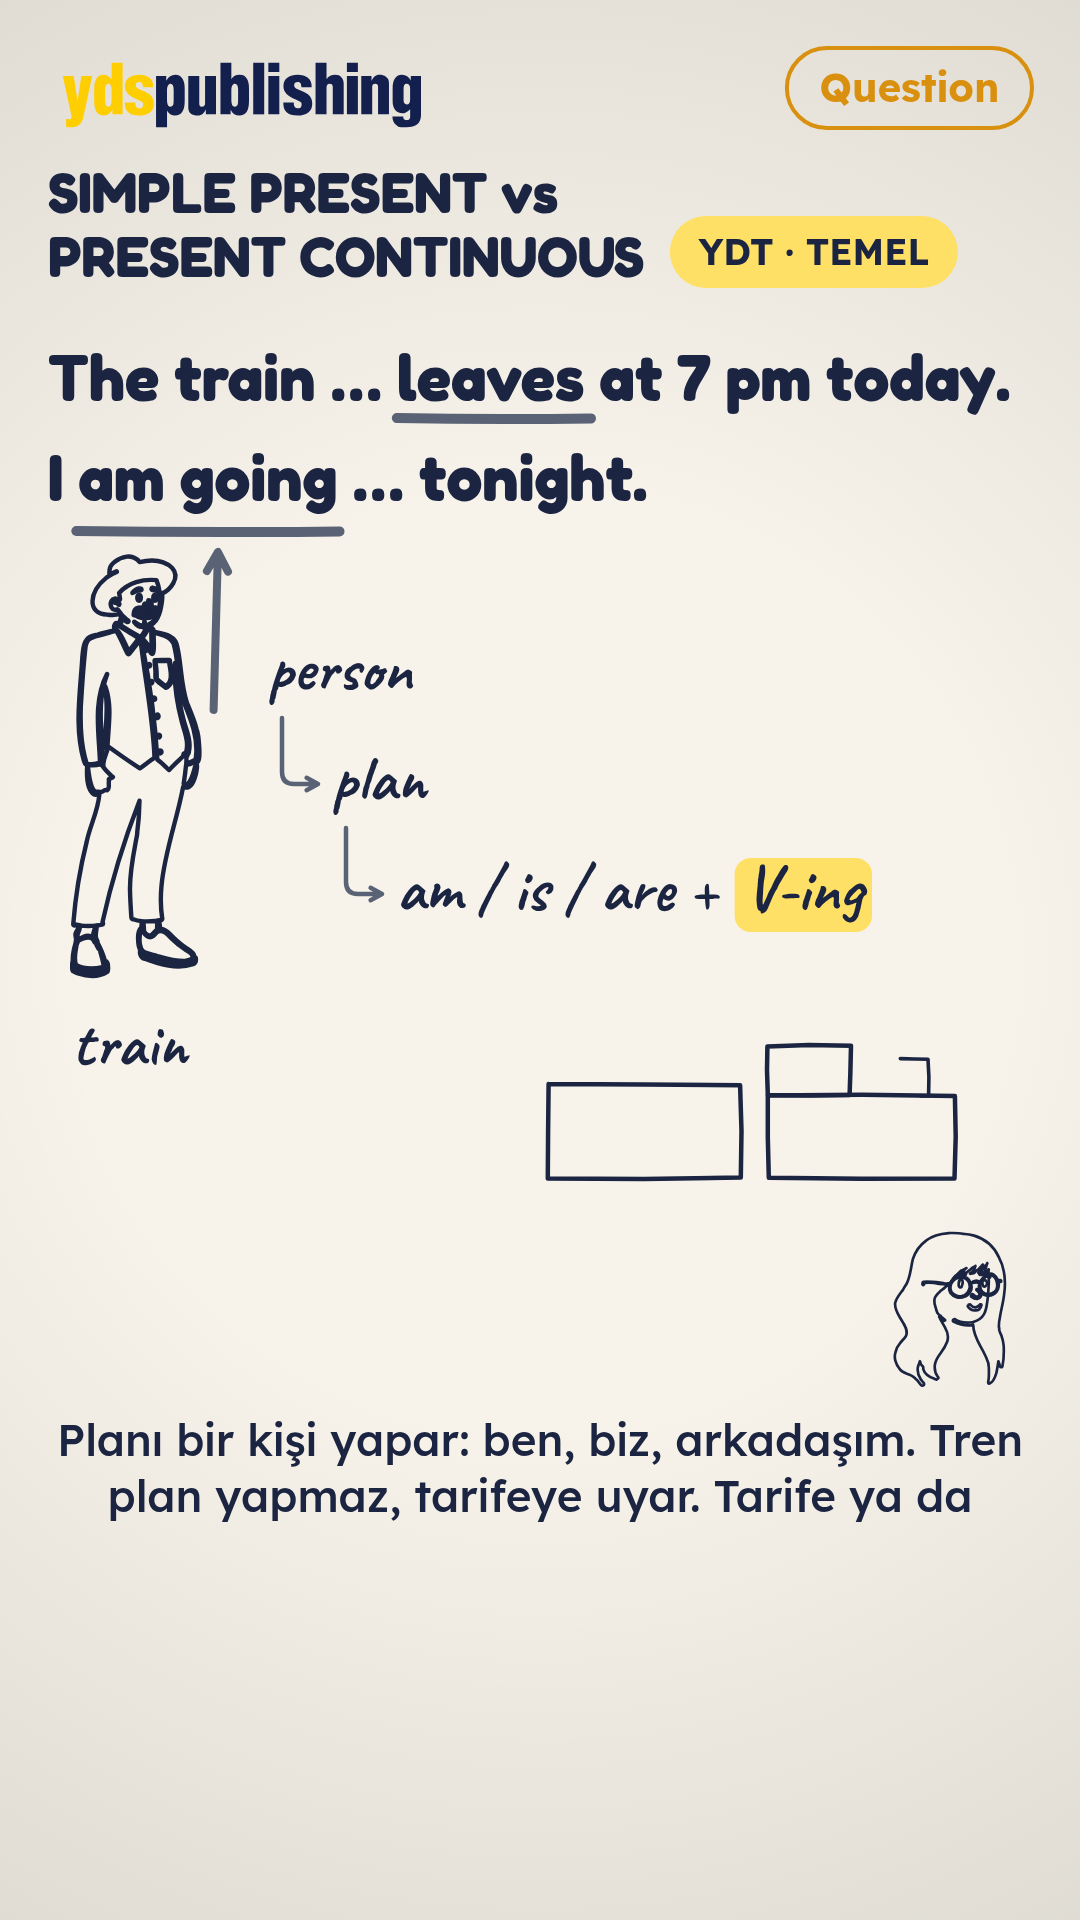 ydspublishing
Question
SIMPLE PRESENT vs
PRESENT CONTINUOUS
YDT · TEMEL
The train ... leaves at 7 pm today.
I am going ... tonight.
person
plan
am / is / are + V-ing
train
Planı bir kişi yapar: ben, biz, arkadaşım. Tren
plan yapmaz, tarifeye uyar. Tarife ya da